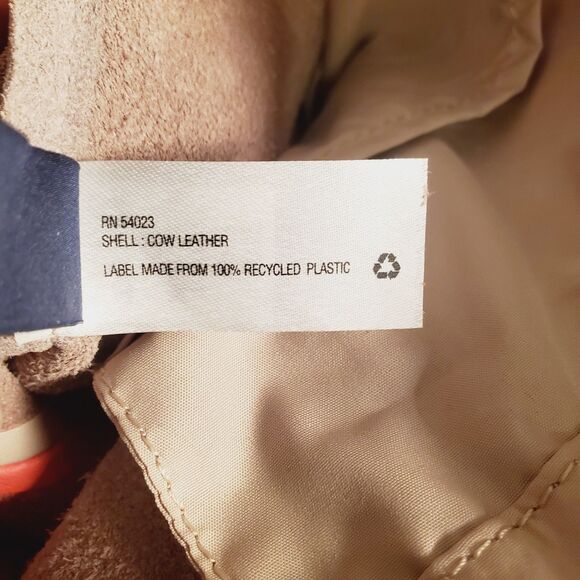 RN 54023
SHELL : COW LEATHER
LABEL MADE FROM 100% RECYCLED PLASTIC